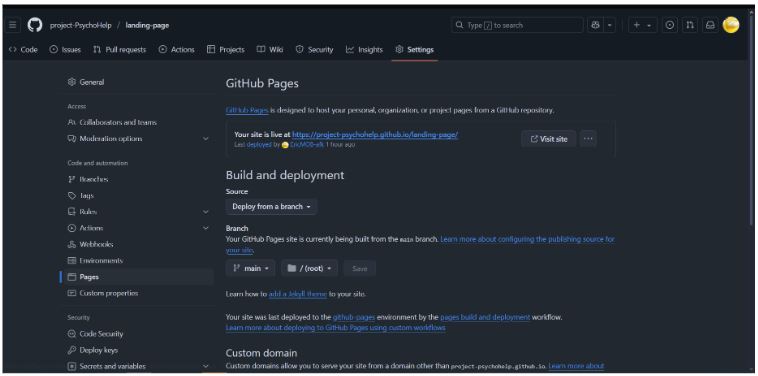 project-PsychoHelp / landing-page
Type / to search
Code
Issues
Pull requests
Actions
Projects
Wiki
Security
Insights
Settings
General
Access
Collaborators and teams
Moderation options
Code and automation
Branches
Tags
Rules
Actions
Webhooks
Environments
Pages
Custom properties
Security
Code Security
Deploy keys
Secrets and variables
GitHub Pages
GitHub Pages is designed to host your personal, organization, or project pages from a GitHub repository.
Your site is live at https://project-psychohelp.github.io/landing-page/
Last deployed by 1 hour ago
Visit site
Build and deployment
Source
Deploy from a branch
Branch
Your GitHub Pages site is currently being built from the main branch. Learn more about configuring the publishing source for
your site.
main
/ (root)
Save
Learn how to add a Jekyll theme to your site.
Your site was last deployed to the github-pages environment by the pages build and deployment workflow.
Learn more about deploying to GitHub Pages using custom workflows
Custom domain
Custom domains allow you to serve your site from a domain other than project-psychohelp.github.io. Learn more about